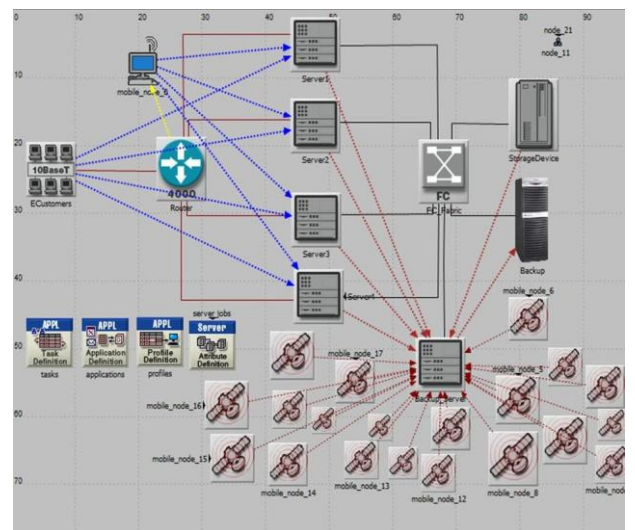 0 10 20 30 40 50 60 70 80 90
node_21
node_11
10
mobile_node_6
Server1
StorageDevice
20
10BaseT
ECustomers
4000
Router
Server2
FC
FC_Fabric
30
Server3
Backup
40
Server4
mobile_node_6
server_jobs
APPL
Task
Definition
tasks
APPL
Application
Definition
applications
APPL
Profile
Definition
profiles
Server
Attribute
Definition
50
mobile_node_17
mobile_node_5
Backup_Server
mobile_node_16
60
mobile_node_15
mobile_node_14
mobile_node_13
mobile_node_12
mobile_node_8
70